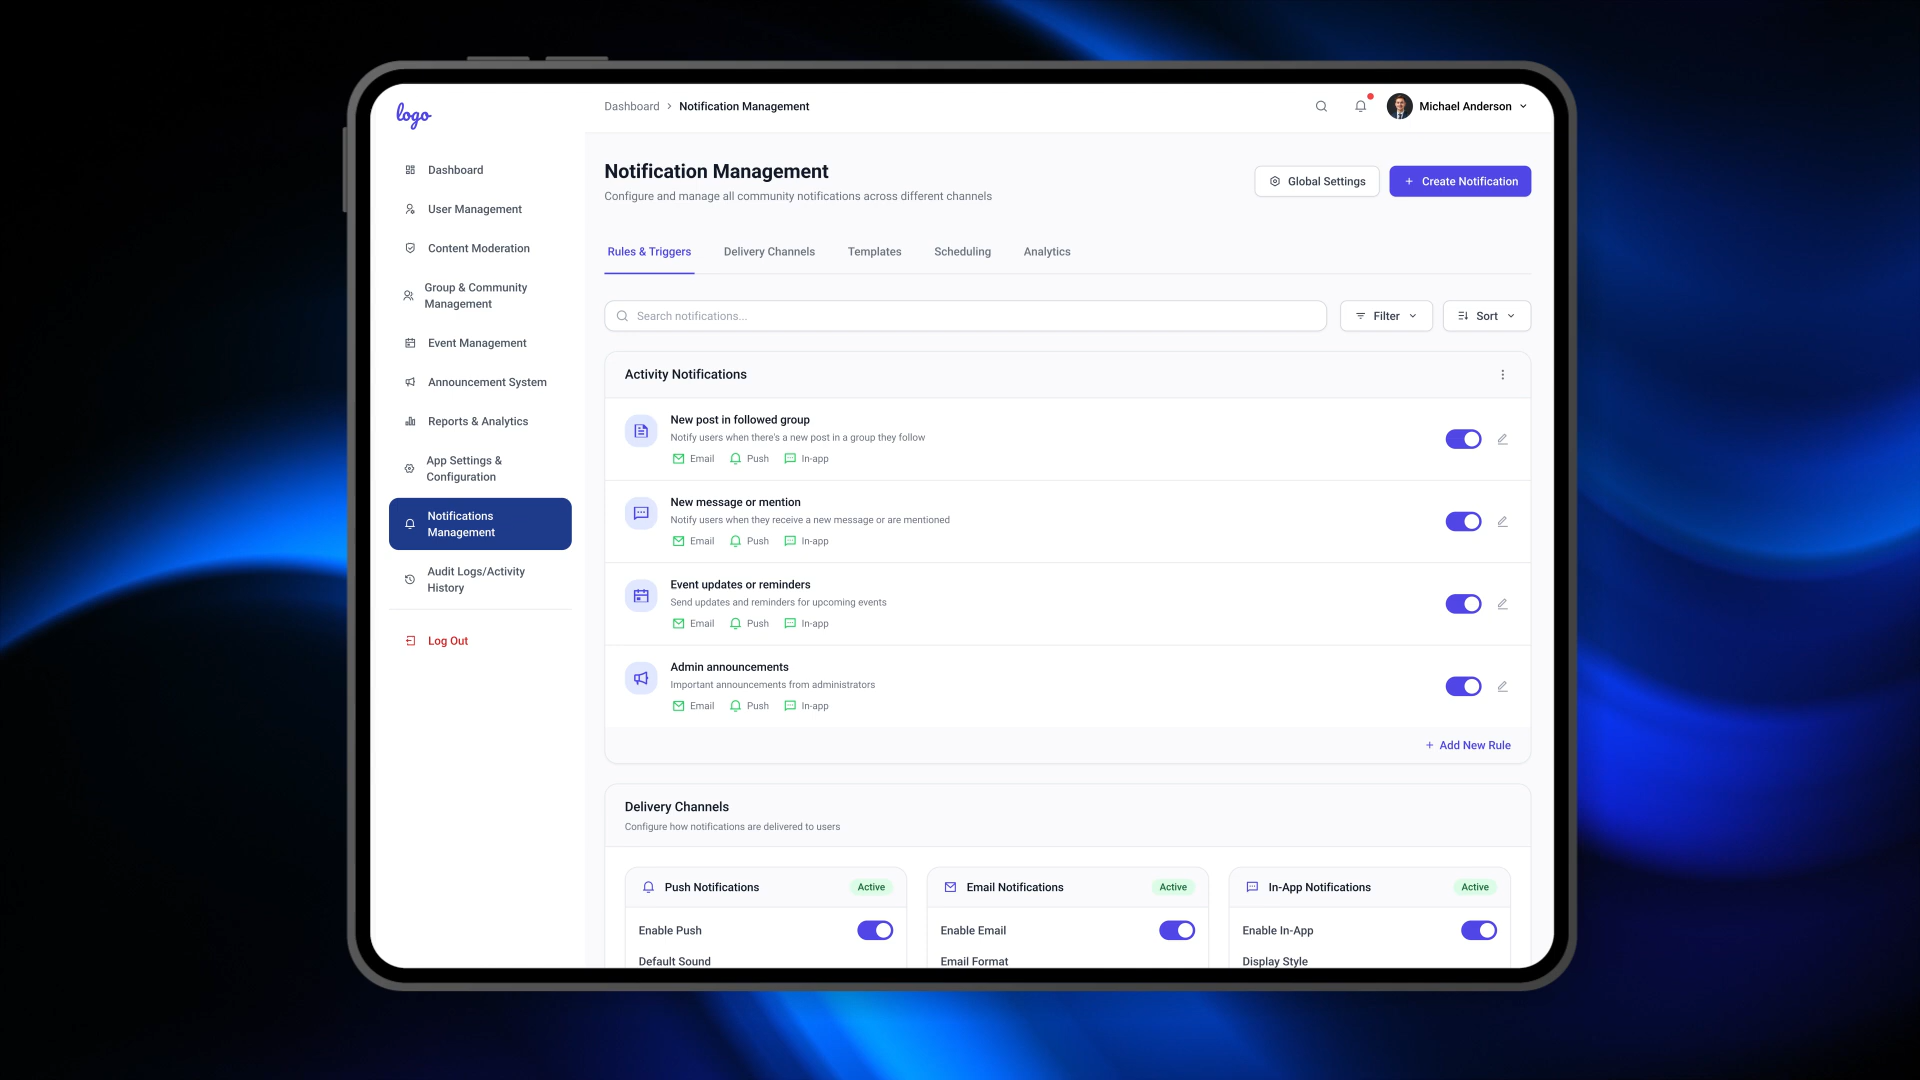 logo
Dashboard
User Management
Content Moderation
Group & Community
Management
Event Management
Announcement System
Reports & Analytics
App Settings &
Configuration
Notifications
Management
Audit Logs/Activity
History
Log Out
Dashboard > Notification Management
Michael Anderson
Notification Management
Configure and manage all community notifications across different channels
Global Settings
+ Create Notification
Rules & Triggers
Delivery Channels
Templates
Scheduling
Analytics
Search notifications...
Filter
Sort
Activity Notifications
New post in followed group
Notify users when there's a new post in a group they follow
Email Push In-app
New message or mention
Notify users when they receive a new message or are mentioned
Email Push In-app
Event updates or reminders
Send updates and reminders for upcoming events
Email Push In-app
Admin announcements
Important announcements from administrators
Email Push In-app
+ Add New Rule
Delivery Channels
Configure how notifications are delivered to users
Push Notifications Active
Enable Push
Default Sound
Email Notifications Active
Enable Email
Email Format
In-App Notifications Active
Enable In-App
Display Style